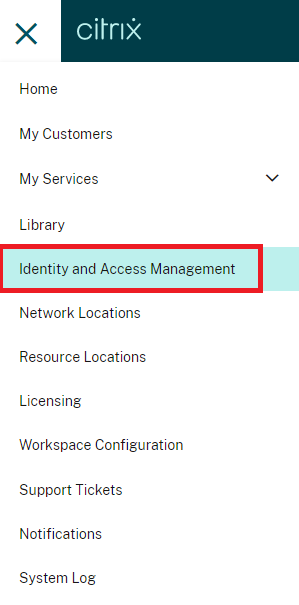 citrix
Home
My Customers
My Services
Library
Identity and Access Management
Network Locations
Resource Locations
Licensing
Workspace Configuration
Support Tickets
Notifications
System Log